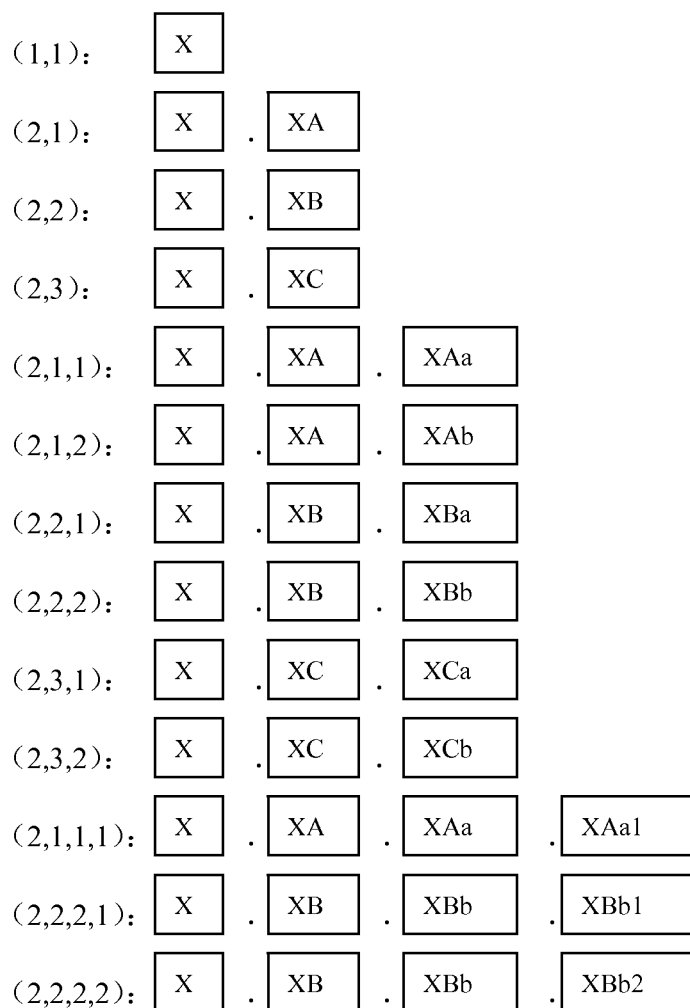 （1,1）： X
（2,1）： X . XA
（2,2）： X . XB
（2,3）： X . XC
（2,1,1）： X . XA . XAa
（2,1,2）： X . XA . XAb
（2,2,1）： X . XB . XBa
（2,2,2）： X . XB . XBb
（2,3,1）： X . XC . XCa
（2,3,2）： X . XC . XCb
（2,1,1,1）： X . XA . XAa . XAa1
（2,2,2,1）： X . XB . XBb . XBb1
（2,2,2,2）： X . XB . XBb . XBb2